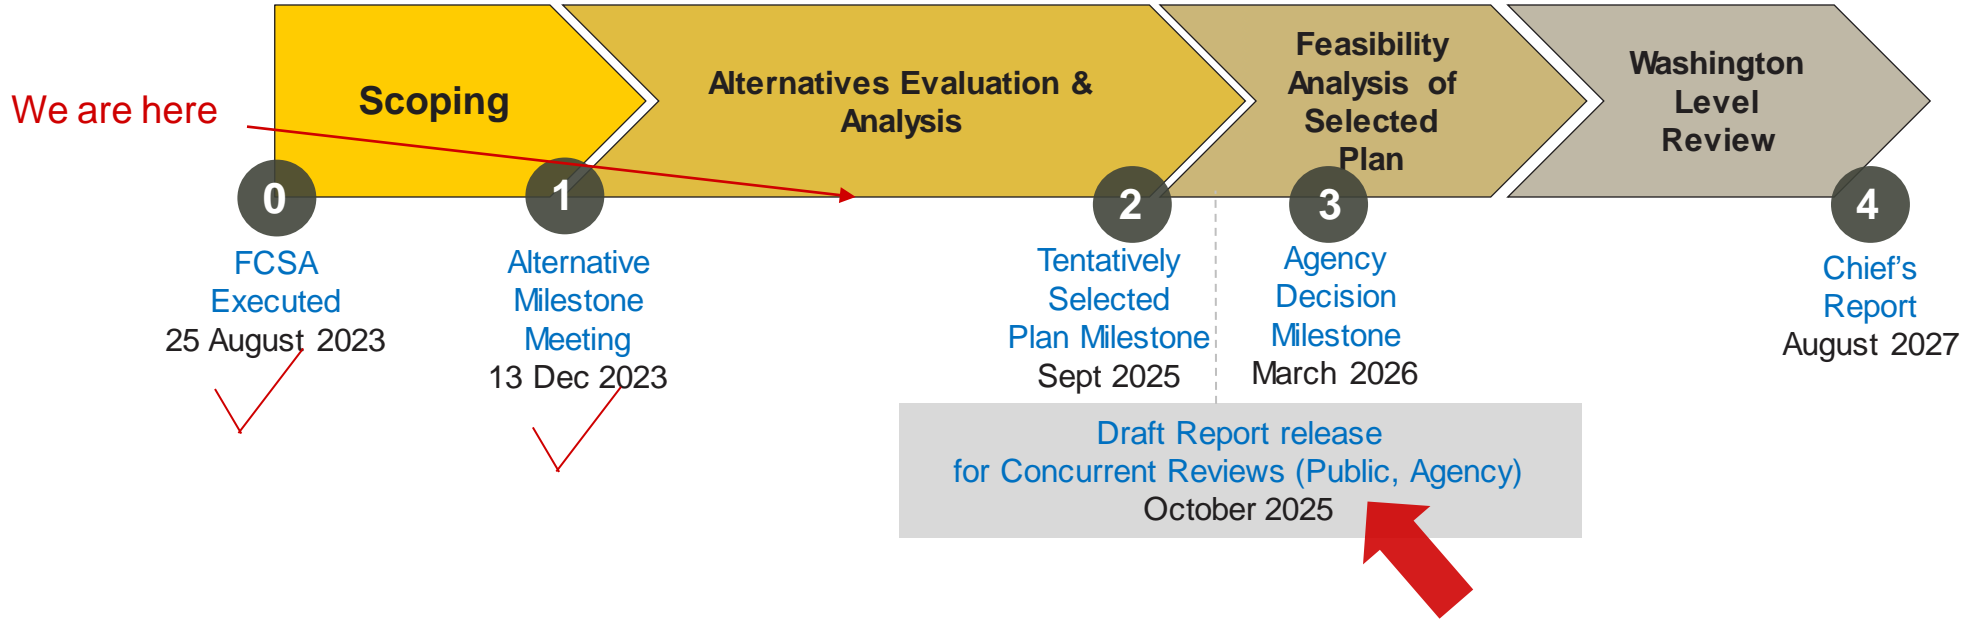 We are here
Scoping
Alternatives Evaluation &
Analysis
Feasibility
Analysis of
Selected
Plan
Washington
Level
Review
0
FCSA
Executed
25 August 2023
1
Alternative
Milestone
Meeting
13 Dec 2023
2
Tentatively
Selected
Plan Milestone
Sept 2025
3
Agency
Decision
Milestone
March 2026
4
Chief’s
Report
August 2027
Draft Report release
for Concurrent Reviews (Public, Agency)
October 2025